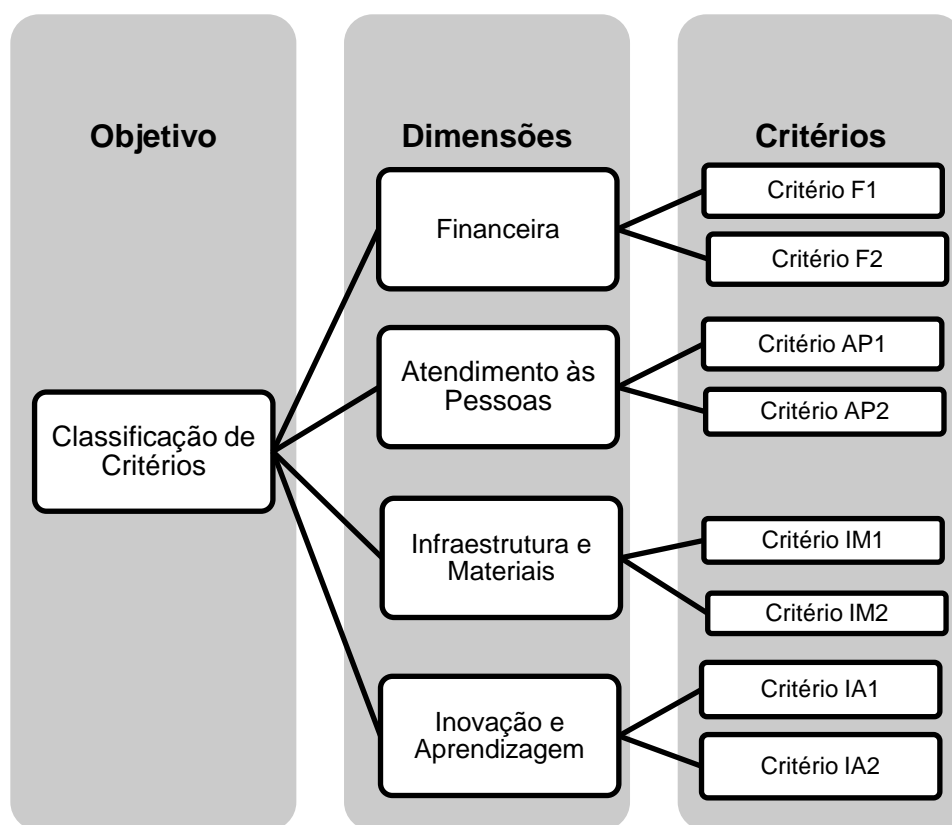 Objetivo
Dimensões
Critérios
Classificação de
Critérios
Financeira
Atendimento às
Pessoas
Infraestrutura e
Materiais
Inovação e
Aprendizagem
Critério F1
Critério F2
Critério AP1
Critério AP2
Critério IM1
Critério IM2
Critério IA1
Critério IA2